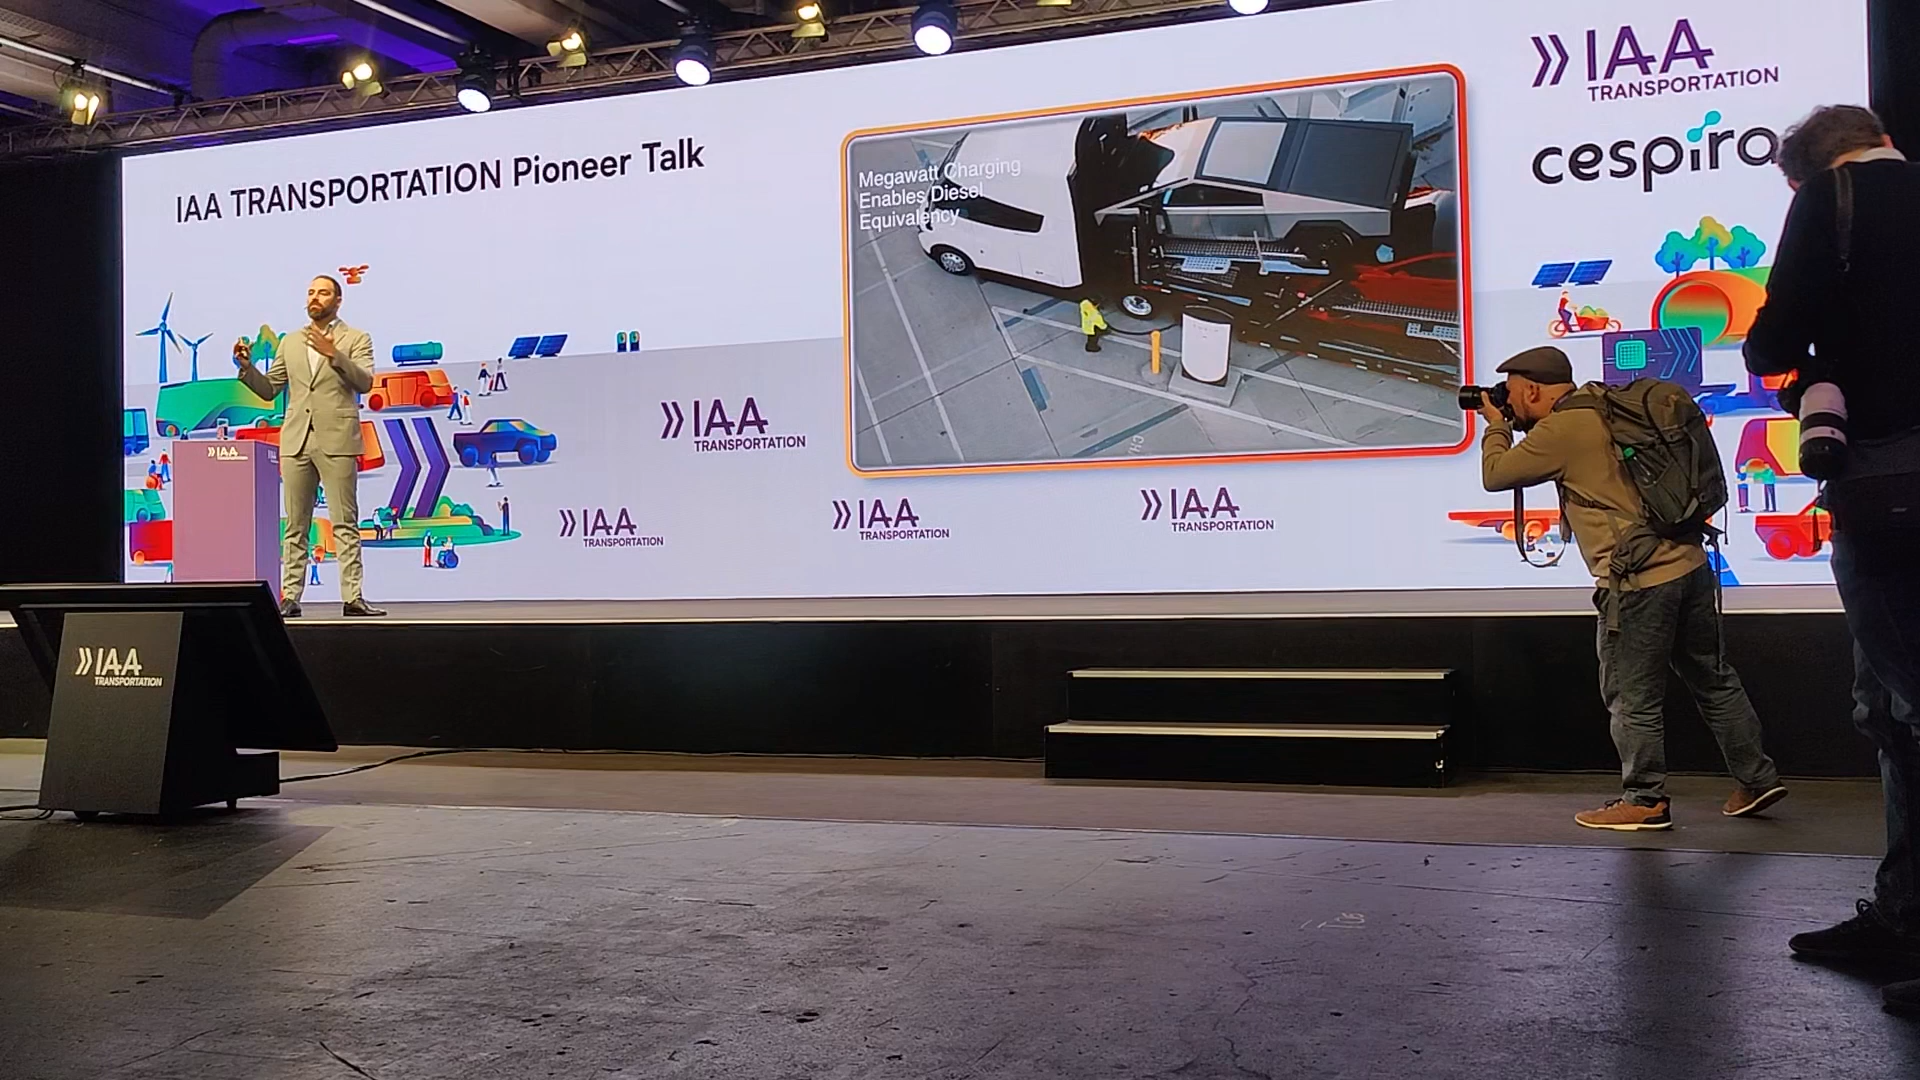 IAA TRANSPORTATION Pioneer Talk
Megawatt Charging
Enables Diesel
Equivalency
IAA
TRANSPORTATION
cespira
IAA
TRANSPORTATION
IAA
TRANSPORTATION
IAA
TRANSPORTATION
IAA
TRANSPORTATION
IAA
IAA
TRANSPORTATION